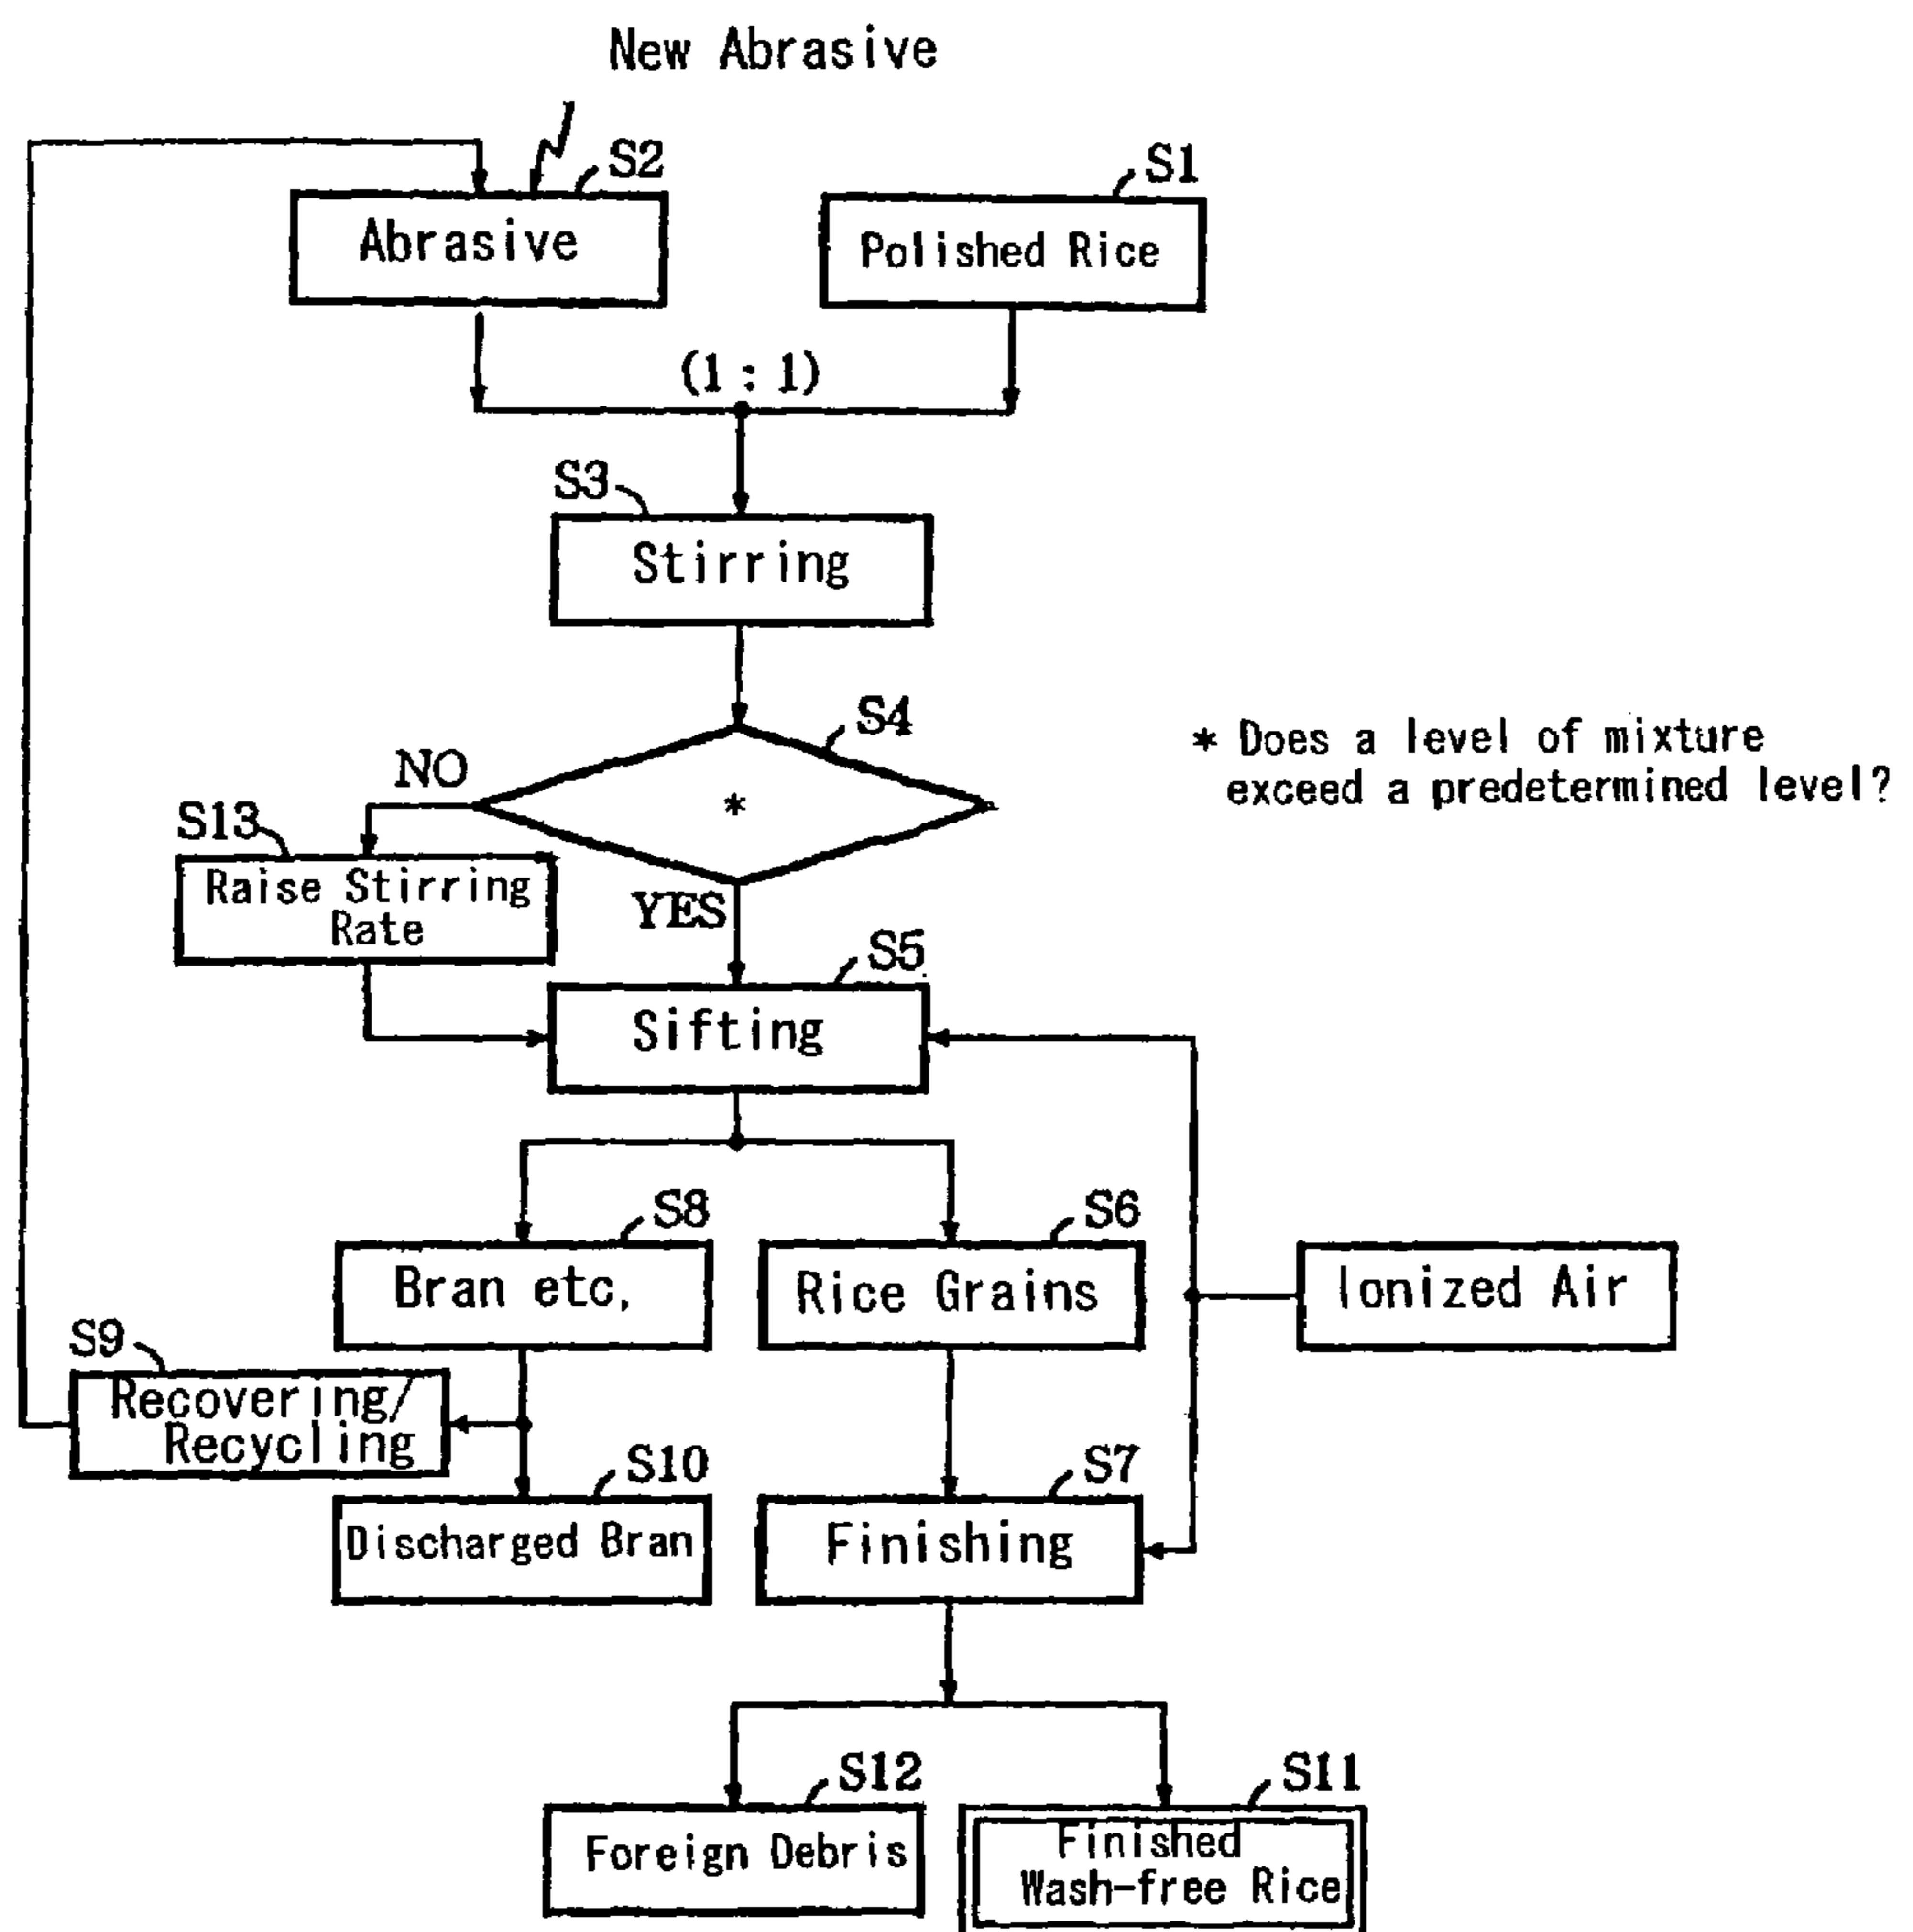 New Abrasive
S2
S1
Abrasive
Polished Rice
(1 : 1)
S3
Stirring
S4
NO
*
* Does a level of mixture
exceed a predetermined level?
S13
Raise Stirring
Rate
YES
S5
Sifting
S8
S6
Bran etc.
Rice Grains
Ionized Air
S9
Recovering/
Recycling
S10
S7
Discharged Bran
Finishing
S12
S11
Foreign Debris
Finished
Wash-free Rice